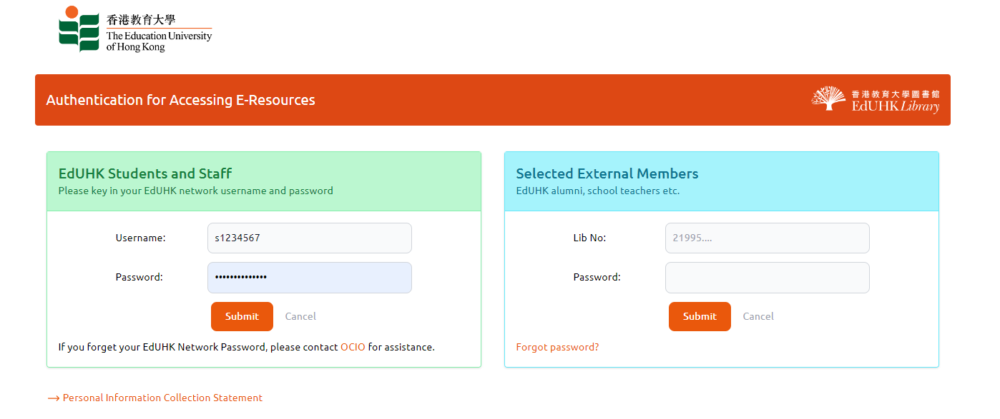 香港教育大學
The Education University
of Hong Kong
Authentication for Accessing E-Resources
香港教育大學圖書館
EdUHK Library
EdUHK Students and Staff
Please key in your EdUHK network username and password
Username:
s1234567
Password:
••••••••••••••
Submit
Cancel
If you forget your EdUHK Network Password, please contact OCIO for assistance.
Selected External Members
EdUHK alumni, school teachers etc.
Lib No:
21995....
Password:
Submit
Cancel
Forgot password?
Personal Information Collection Statement